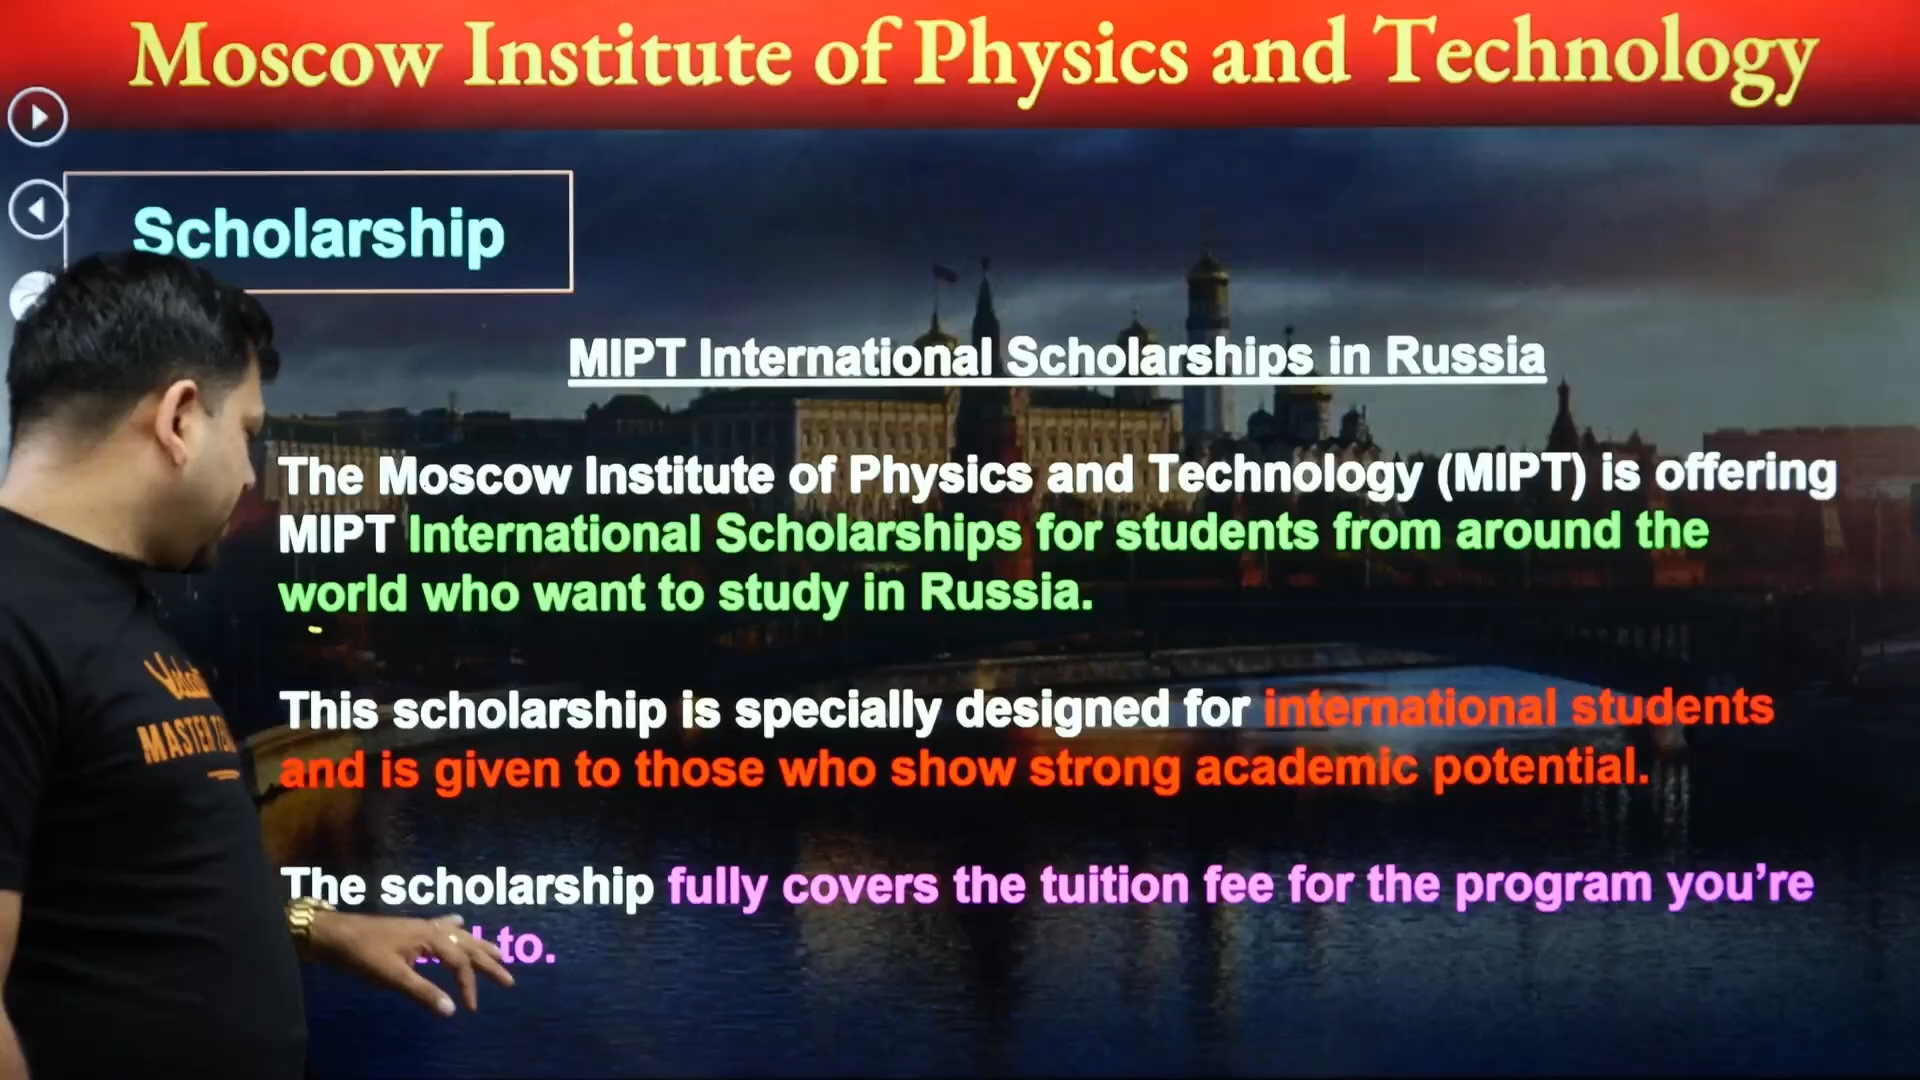 Moscow Institute of Physics and Technology
Scholarship
MIPT International Scholarships in Russia
The Moscow Institute of Physics and Technology (MIPT) is offering
MIPT International Scholarships for students from around the
world who want to study in Russia.
This scholarship is specially designed for international students
and is given to those who show strong academic potential.
The scholarship fully covers the tuition fee for the program you're
to.
MASTER